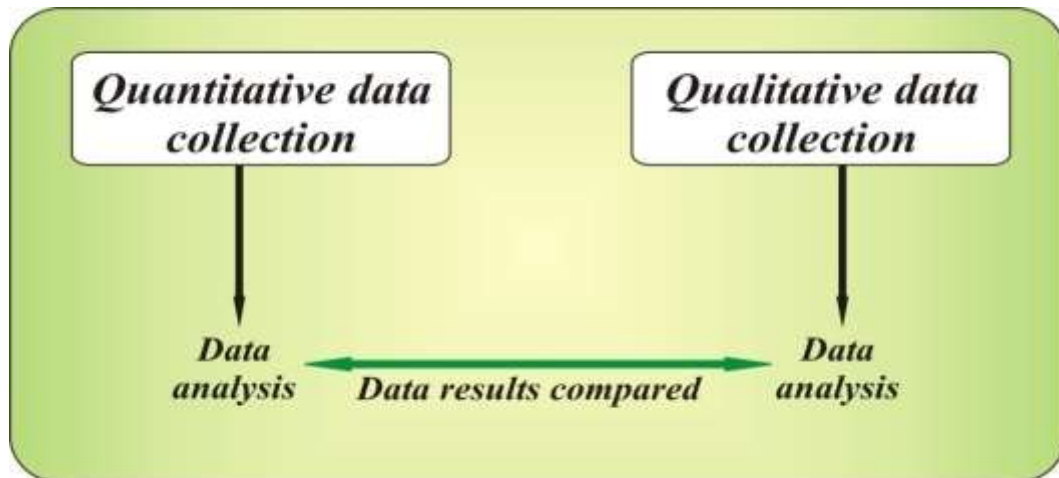 Quantitative data
collection
Qualitative data
collection
Data
analysis
Data results compared
Data
analysis